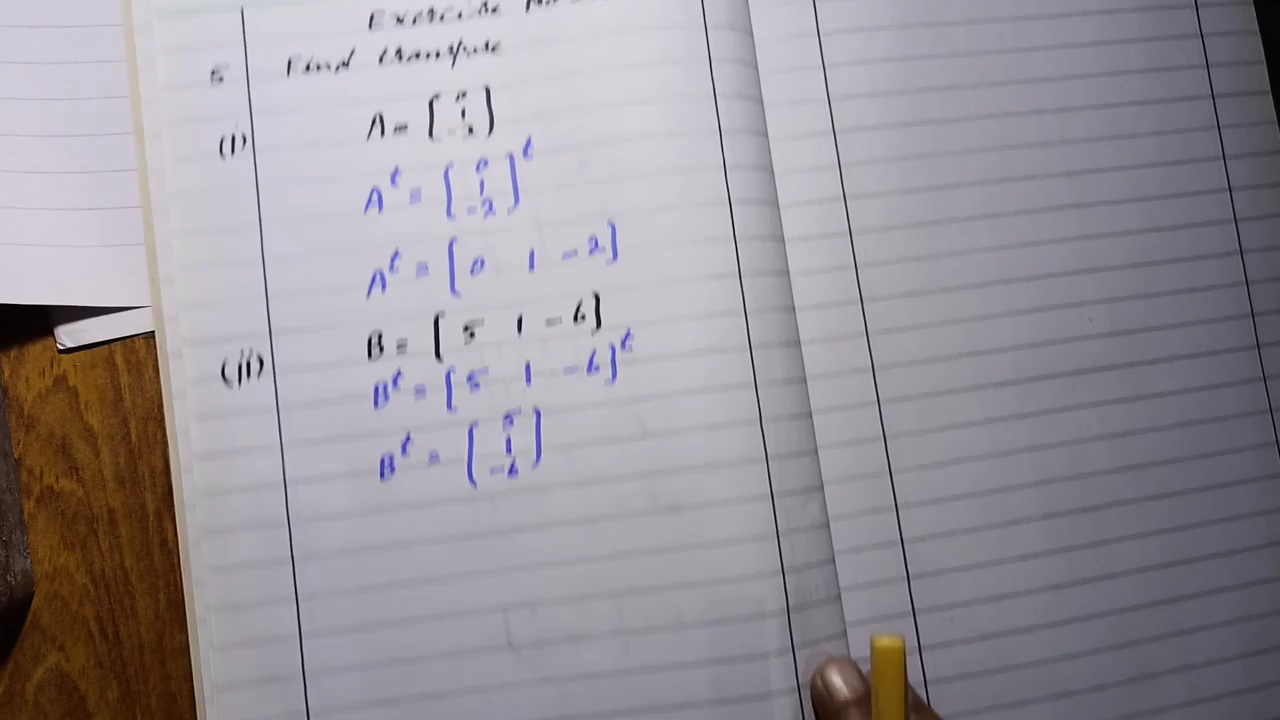 Exercise
5 Find transpose
(i) A = [0 1 -2]
A^t = [0 1 -2]^t
A^t = [0 1 -2]
(ii) B = [5 1 -6]
B^t = [5 1 -6]^t
B^t = [5 1 -6]